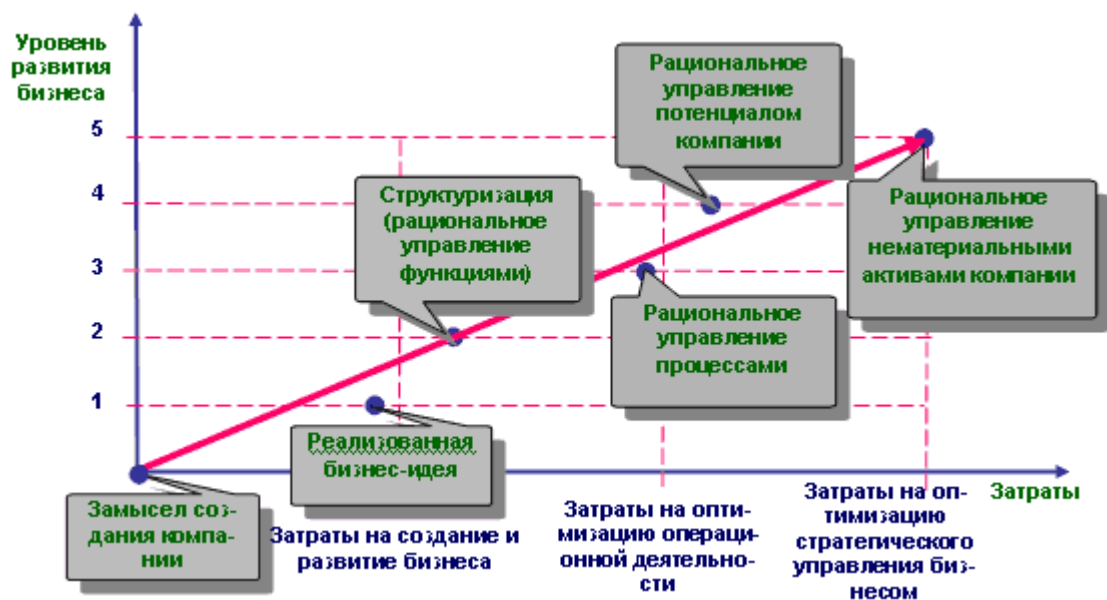 Уровень
развития
бизнеса
5
4
3
2
1
Рациональное
управление
потенциалом
компании
Структуризация
(рациональное
управление
функциями)
Рациональное
управление
нематериальными
активами компании
Рациональное
управление
процессами
Реализованная
бизнес-идея
Замысел соз-
дания компа-
нии
Затраты на создание и
развитие бизнеса
Затраты на опти-
мизацию операци-
онной деятельно-
сти
Затраты на оп-
тимизацию
стратегического
управления биз-
несом
Затраты